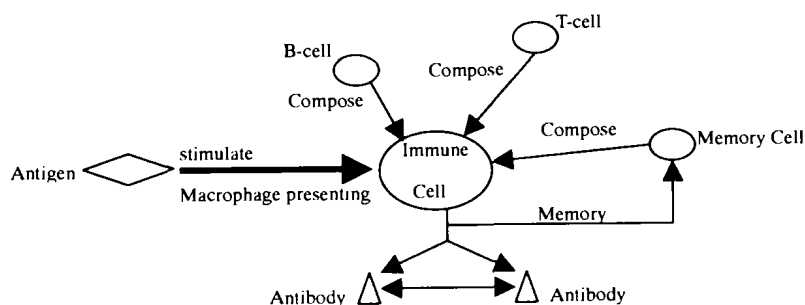 T-cell
B-cell
Compose
Compose
Compose
Immune
Memory Cell
stimulate
Antigen
Macrophage presenting
Cell
Memory
Antibody
Antibody